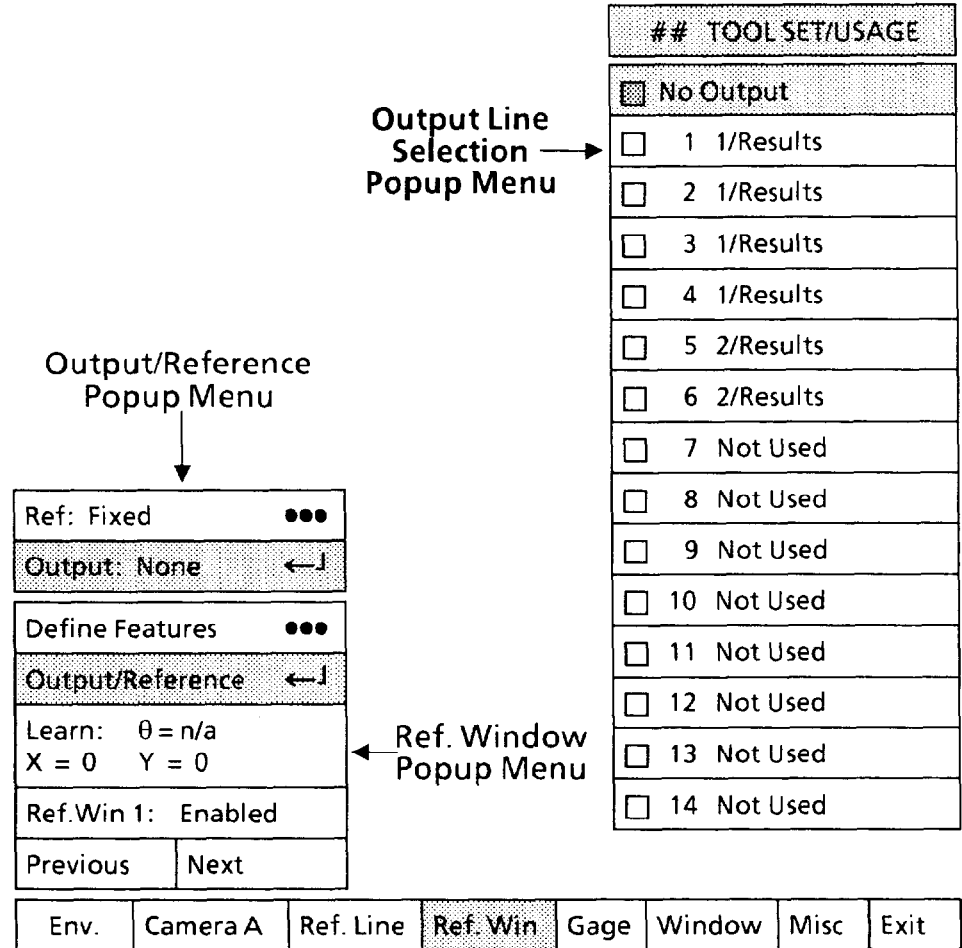 ## TOOL SET/USAGE
No Output
1 1/Results
2 1/Results
3 1/Results
4 1/Results
5 2/Results
6 2/Results
7 Not Used
8 Not Used
9 Not Used
10 Not Used
11 Not Used
12 Not Used
13 Not Used
14 Not Used
Output Line
Selection
Popup Menu
Output/Reference
Popup Menu
Ref: Fixed •••
Output: None ←┘
Define Features •••
Output/Reference ←┘
Learn: θ = n/a
X = 0 Y = 0
Ref.Win 1: Enabled
Previous Next
Ref. Window
Popup Menu
Env. Camera A Ref. Line Ref. Win Gage Window Misc Exit